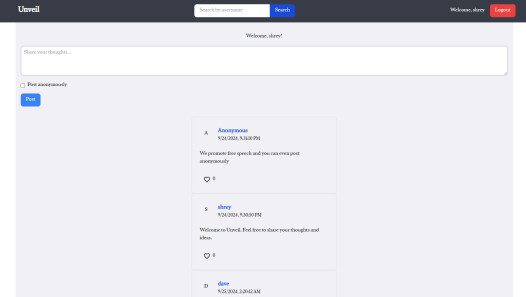 Unveil
Search by username
Search
Welcome, shrey
Logout
Welcome, shrey!
Share your thoughts...
Post anonymously
Post
A
Anonymous
9/24/2024, 9:34:10 PM
We promote free speech and you can even post
anonymously
0
S
shrey
9/24/2024, 9:30:30 PM
Welcome to Unveil. Feel free to share your thoughts and
ideas.
0
D
dave
9/25/2024, 2:20:42 AM